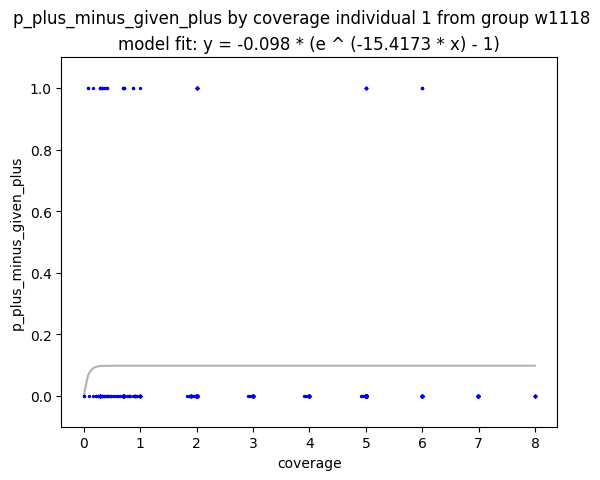 p_plus_minus_given_plus by coverage individual 1 from group w1118
model fit: y = -0.098 * (e ^ (-15.4173 * x) - 1)
1.0
0.8
0.6
0.4
0.2
0.0
p_plus_minus_given_plus
0 1 2 3 4 5 6 7 8
coverage